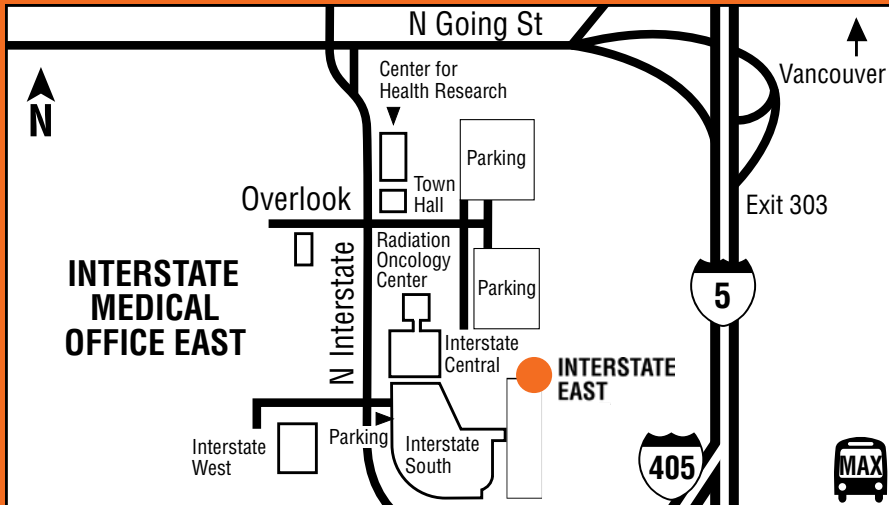 N Going St
Vancouver
N
Center for
Health Research
Parking
Town
Hall
Overlook
Exit 303
Radiation
Oncology
Center
N Interstate
INTERSTATE
MEDICAL
OFFICE EAST
Parking
5
Interstate
Central
INTERSTATE
EAST
Parking
Interstate
West
Interstate
South
405
MAX